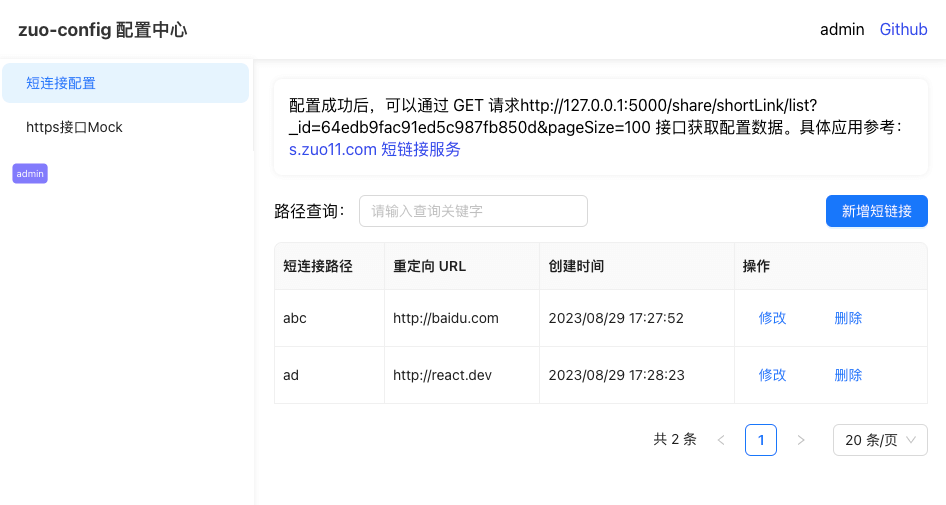 zuo-config 配置中心
admin Github
短连接配置
https接口Mock
admin
配置成功后，可以通过 GET 请求http://127.0.0.1:5000/share/shortLink/list?
_id=64edb9fac91ed5c987fb850d&pageSize=100 接口获取配置数据。具体应用参考：
s.zuo11.com 短链接服务
路径查询： 请输入查询关键字 新增短链接
短连接路径 重定向 URL 创建时间 操作
abc http://baidu.com 2023/08/29 17:27:52 修改 删除
ad http://react.dev 2023/08/29 17:28:23 修改 删除
共 2 条 < 1 > 20 条/页